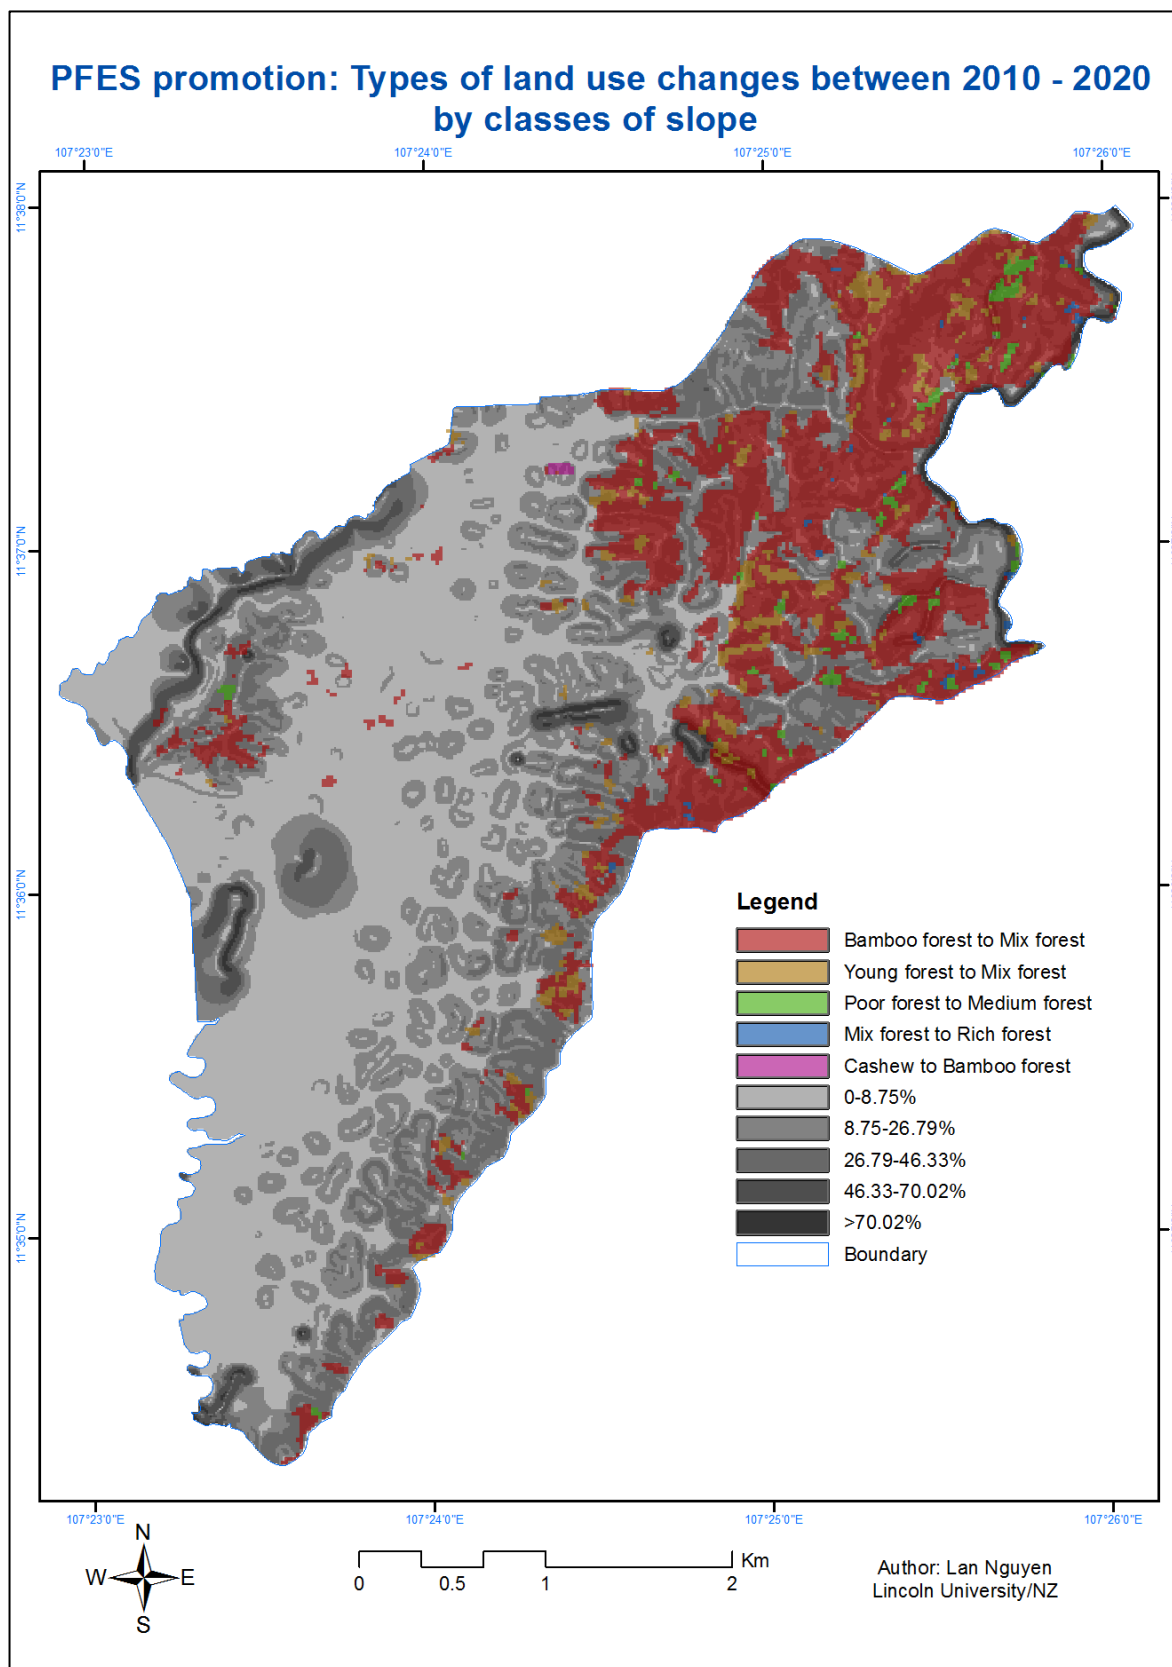 PFES promotion: Types of land use changes between 2010 - 2020
by classes of slope
107°23'0"E
107°24'0"E
107°25'0"E
107°26'0"E
11°38'0"N
11°37'0"N
11°36'0"N
11°35'0"N
Legend
Bamboo forest to Mix forest
Young forest to Mix forest
Poor forest to Medium forest
Mix forest to Rich forest
Cashew to Bamboo forest
0-8.75%
8.75-26.79%
26.79-46.33%
46.33-70.02%
>70.02%
Boundary
107°23'0"E
107°24'0"E
107°25'0"E
107°26'0"E
N
W
E
S
Km
0
0.5
1
2
Author: Lan Nguyen
Lincoln University/NZ